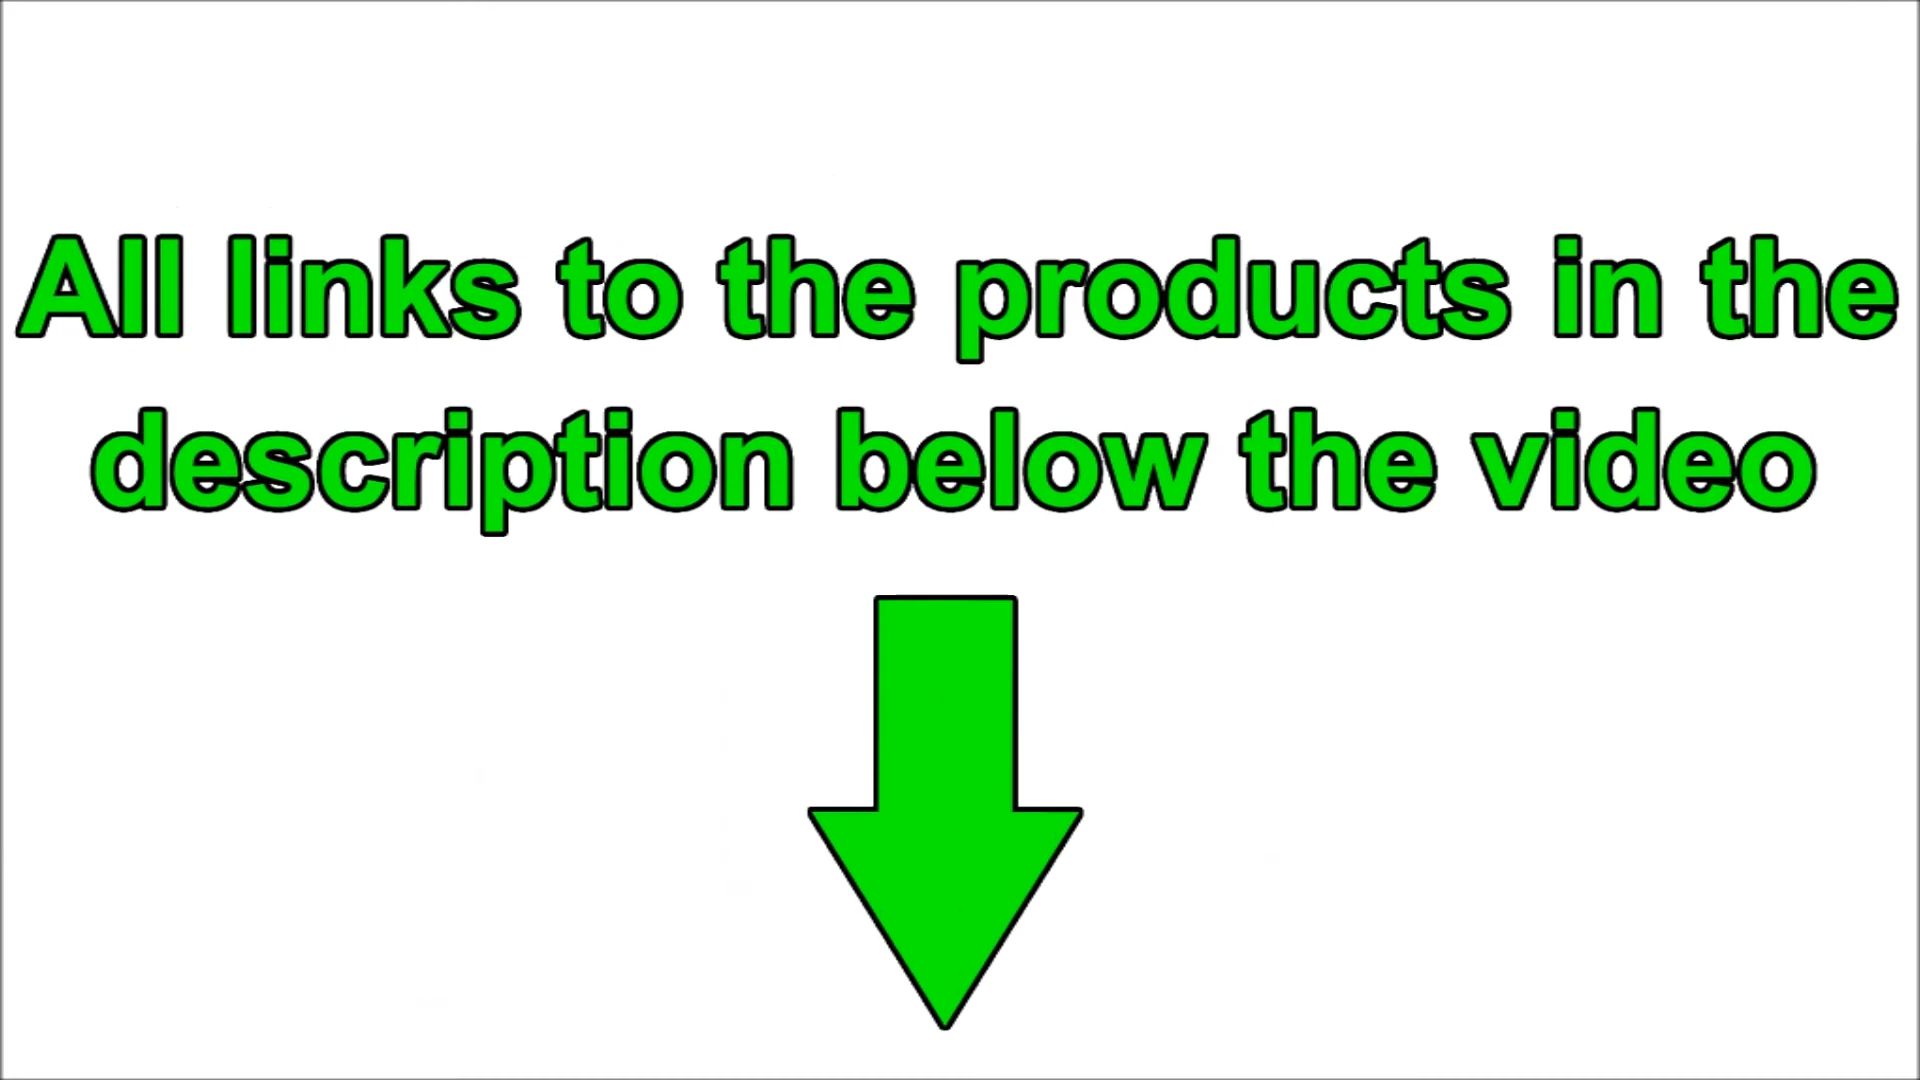 All links to the products in the
description below the video